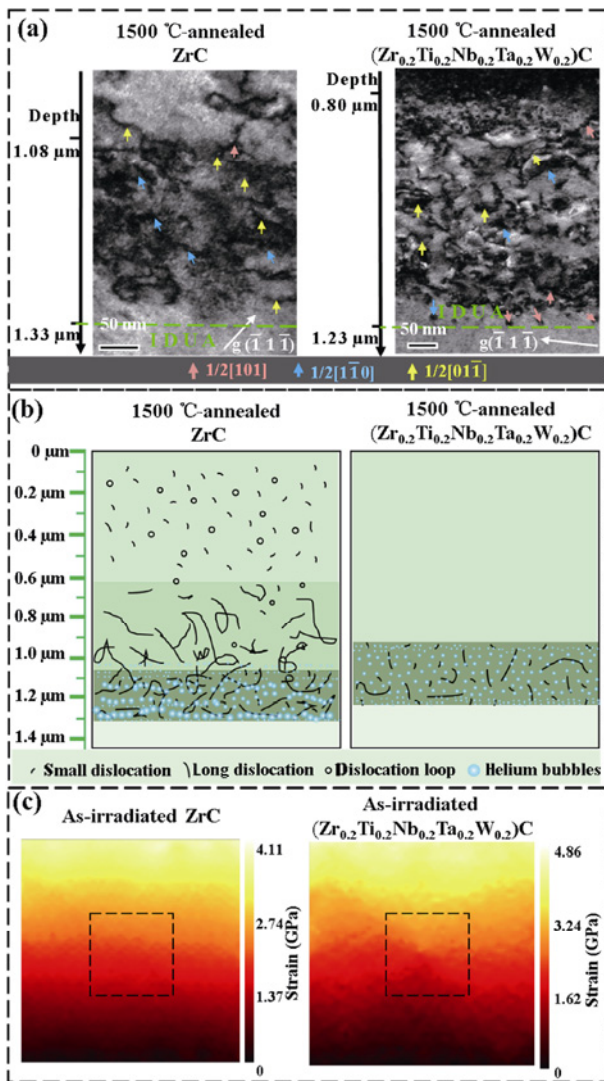 (a)
1500 ℃-annealed
ZrC
1500 ℃-annealed
(Zr₀.₂Ti₀.₂Nb₀.₂Ta₀.₂W₀.₂)C
Depth
1.08 μm
1.33 μm
50 nm
IDUA
g(1̅ 1 1̅)
Depth
0.80 μm
1.23 μm
50 nm
IDUA
g(1̅ 1 1̅)
1/2[101] 1/2[11̅0] 1/2[011̅]
(b)
1500 ℃-annealed
ZrC
1500 ℃-annealed
(Zr₀.₂Ti₀.₂Nb₀.₂Ta₀.₂W₀.₂)C
0 μm
0.2 μm
0.4 μm
0.6 μm
0.8 μm
1.0 μm
1.2 μm
1.4 μm
Small dislocation Long dislocation Dislocation loop Helium bubbles
(c)
As-irradiated ZrC
As-irradiated
(Zr₀.₂Ti₀.₂Nb₀.₂Ta₀.₂W₀.₂)C
4.11
2.74
1.37
0
Strain (GPa)
4.86
3.24
1.62
0
Strain (GPa)